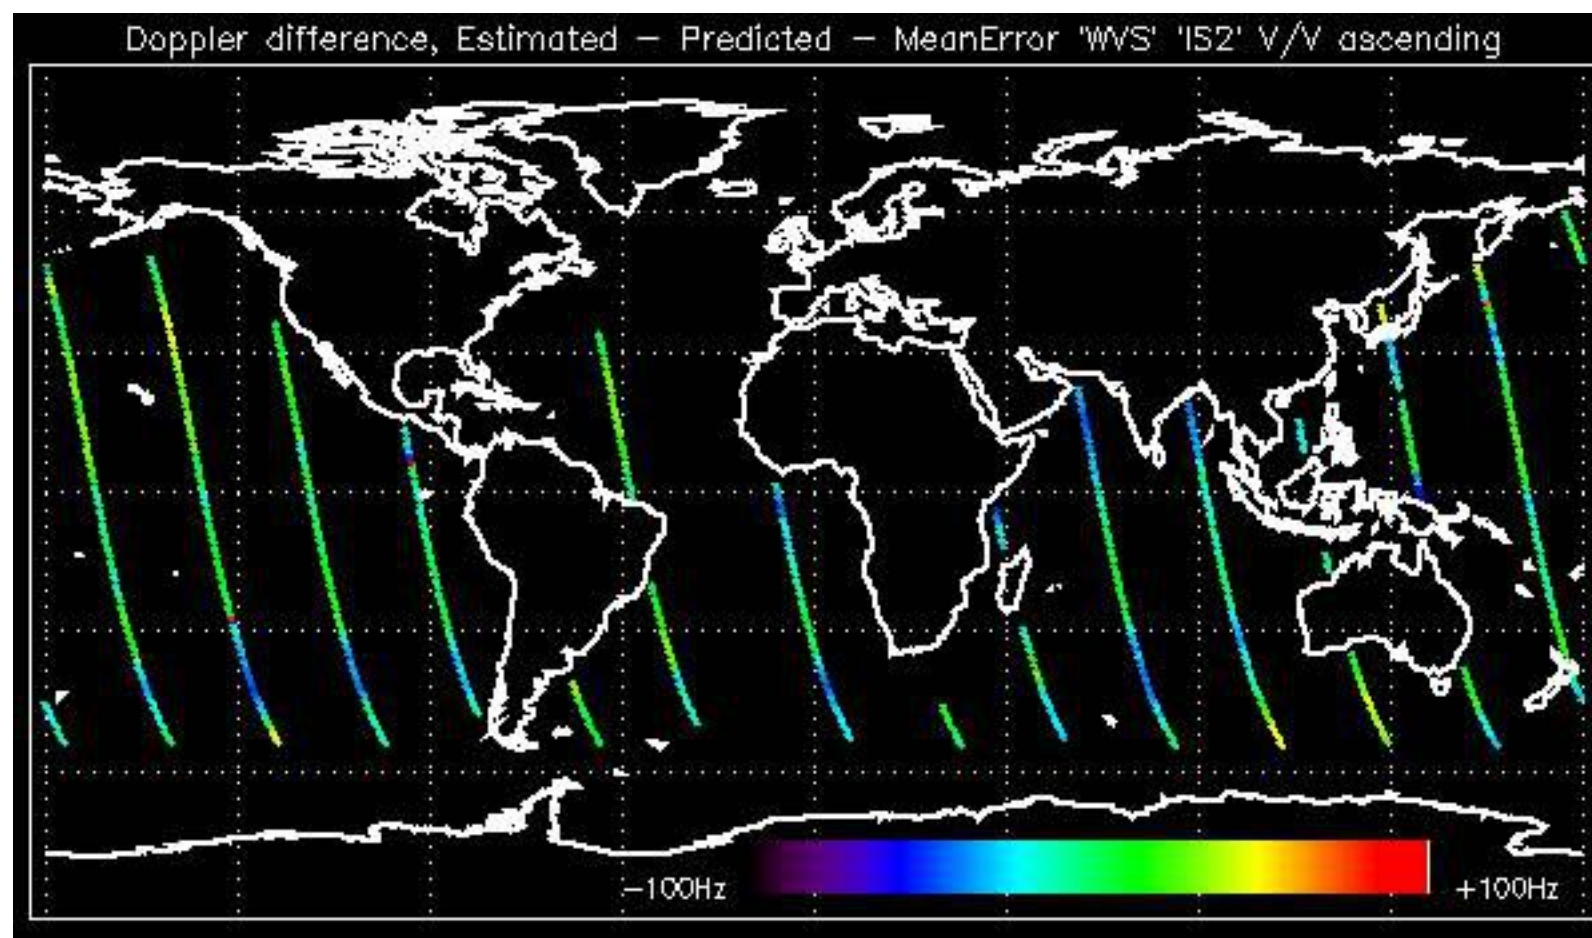 Doppler difference, Estimated – Predicted – MeanError 'WVS' 'IS2' V/V ascending
–100Hz
+100Hz